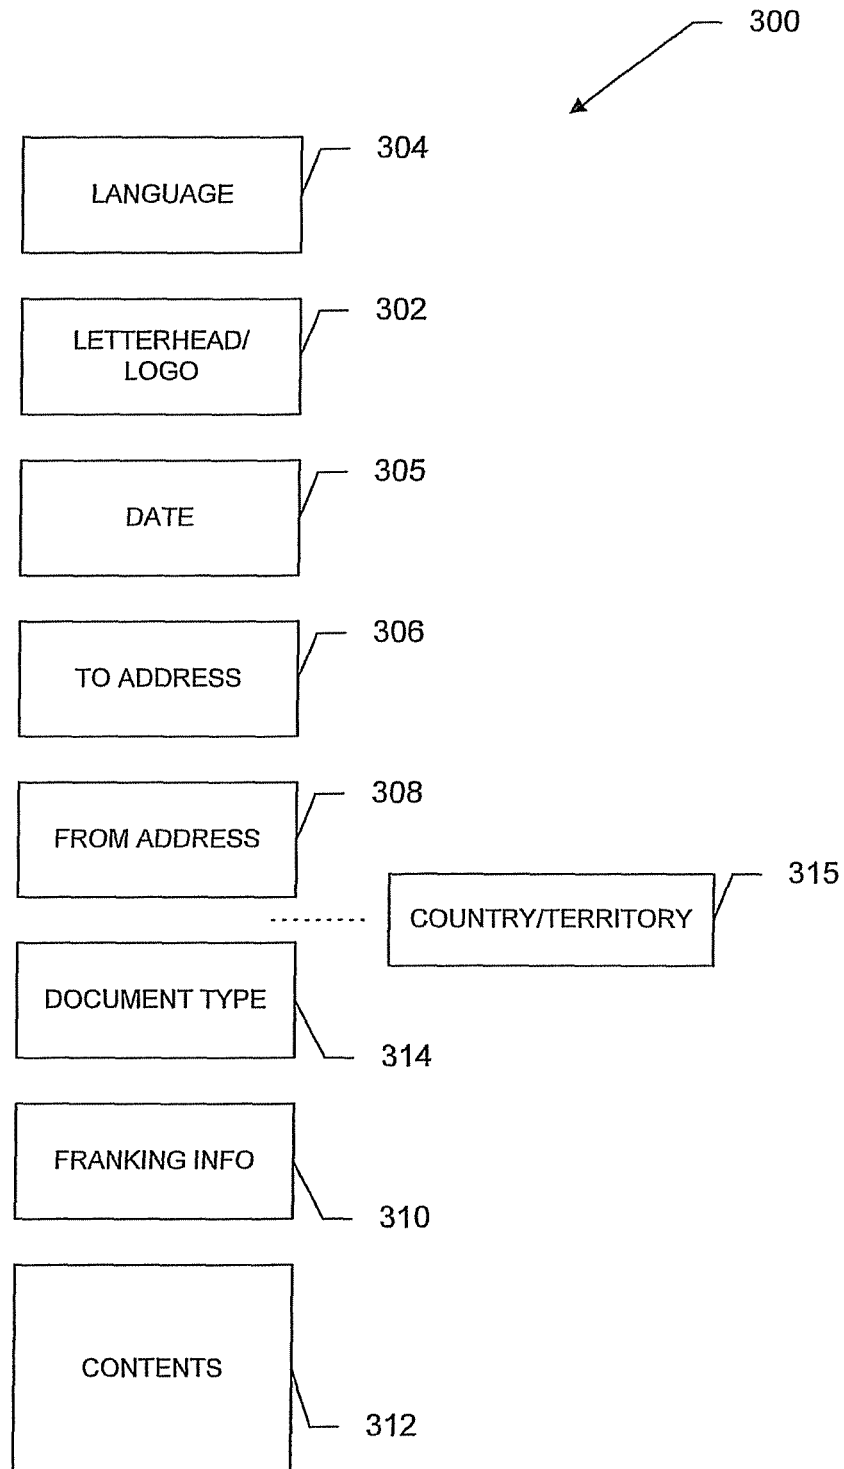 300
304
LANGUAGE
302
LETTERHEAD/
LOGO
305
DATE
306
TO ADDRESS
308
FROM ADDRESS
315
COUNTRY/TERRITORY
DOCUMENT TYPE
314
FRANKING INFO
310
CONTENTS
312